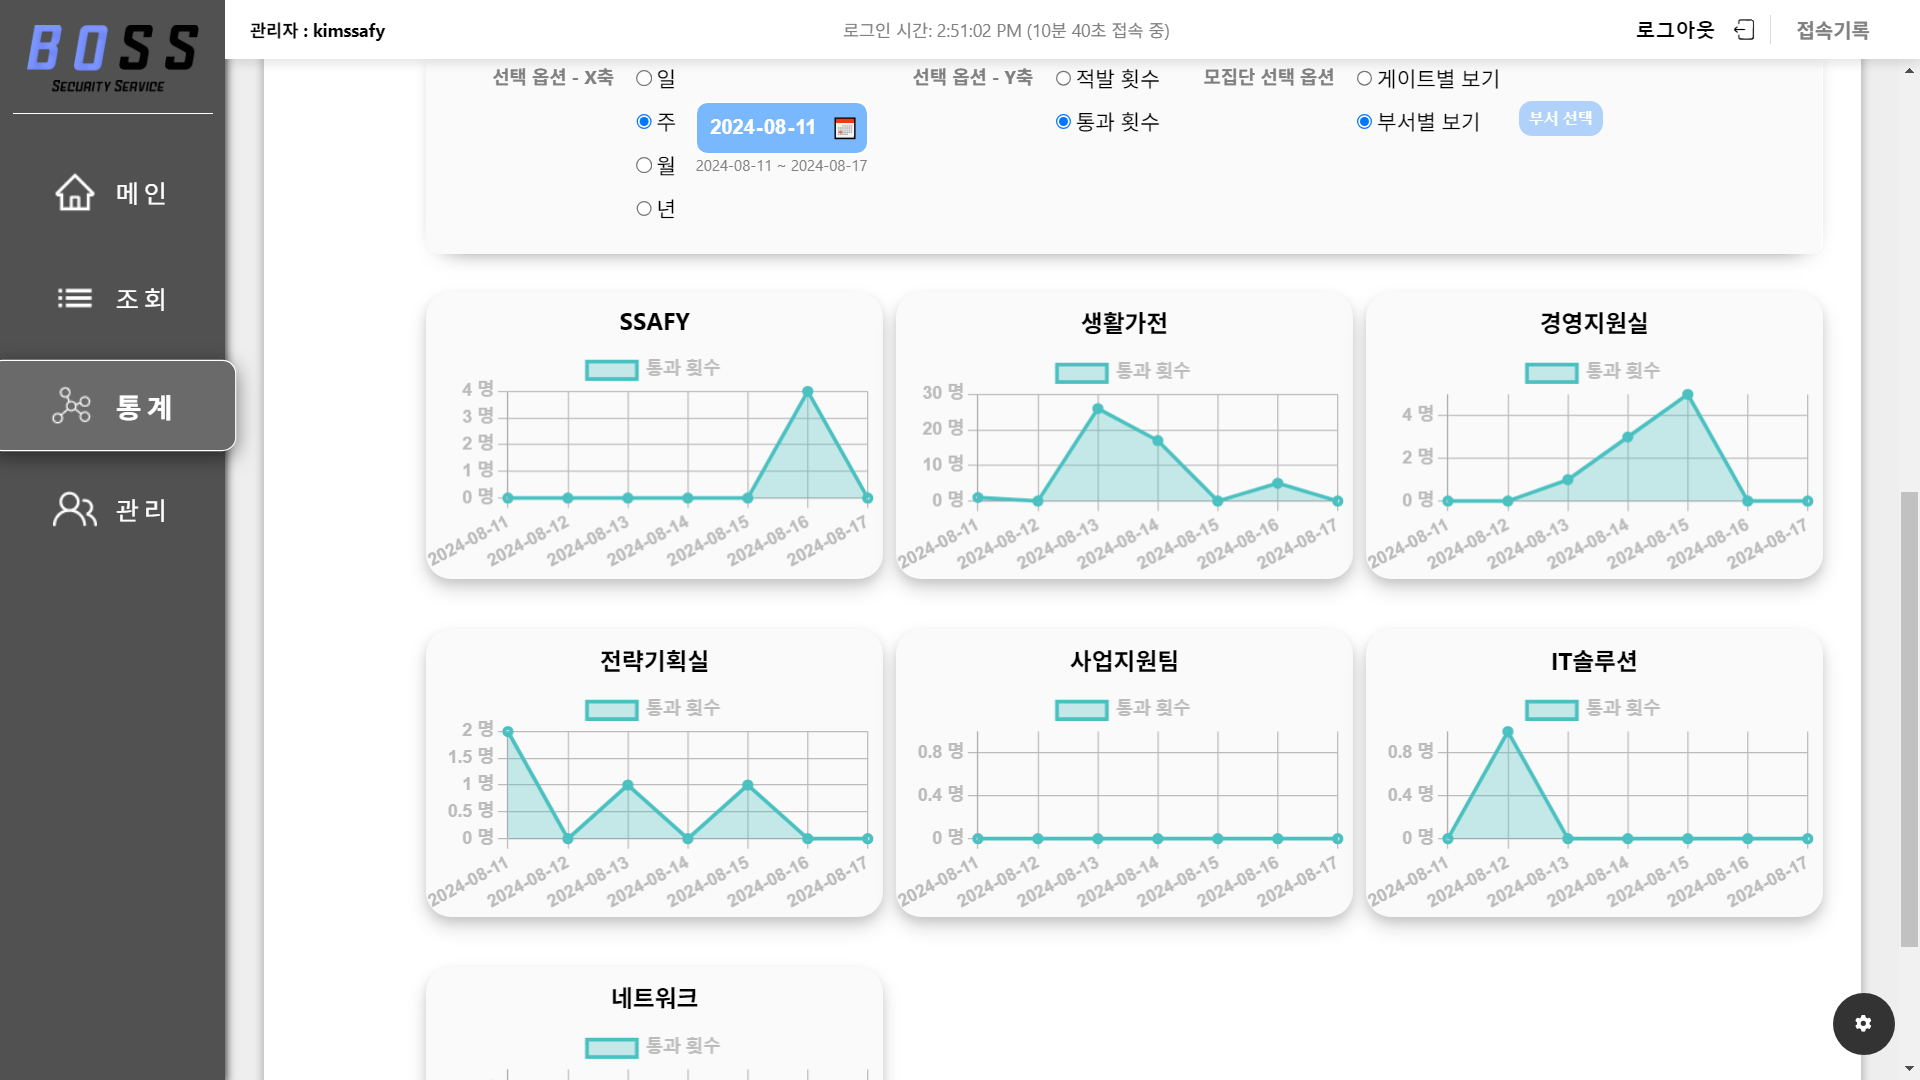 BOSS
SECURITY SERVICE
메인
조회
통계
관리
관리자 : kimssafy
로그인 시간: 2:51:02 PM (10분 40초 접속 중)
로그아웃
접속기록
선택 옵션 - X축
일
주
월
년
2024-08-11
2024-08-11 ~ 2024-08-17
선택 옵션 - Y축
적발 횟수
통과 횟수
모집단 선택 옵션
게이트별 보기
부서별 보기
부서 선택
SSAFY
통과 횟수
4 명
3 명
2 명
1 명
0 명
2024-08-11
2024-08-12
2024-08-13
2024-08-14
2024-08-15
2024-08-16
2024-08-17
생활가전
통과 횟수
30 명
20 명
10 명
0 명
2024-08-11
2024-08-12
2024-08-13
2024-08-14
2024-08-15
2024-08-16
2024-08-17
경영지원실
통과 횟수
4 명
2 명
0 명
2024-08-11
2024-08-12
2024-08-13
2024-08-14
2024-08-15
2024-08-16
2024-08-17
전략기획실
통과 횟수
2 명
1.5 명
1 명
0.5 명
0 명
2024-08-11
2024-08-12
2024-08-13
2024-08-14
2024-08-15
2024-08-16
2024-08-17
사업지원팀
통과 횟수
0.8 명
0.4 명
0 명
2024-08-11
2024-08-12
2024-08-13
2024-08-14
2024-08-15
2024-08-16
2024-08-17
IT솔루션
통과 횟수
0.8 명
0.4 명
0 명
2024-08-11
2024-08-12
2024-08-13
2024-08-14
2024-08-15
2024-08-16
2024-08-17
네트워크
통과 횟수